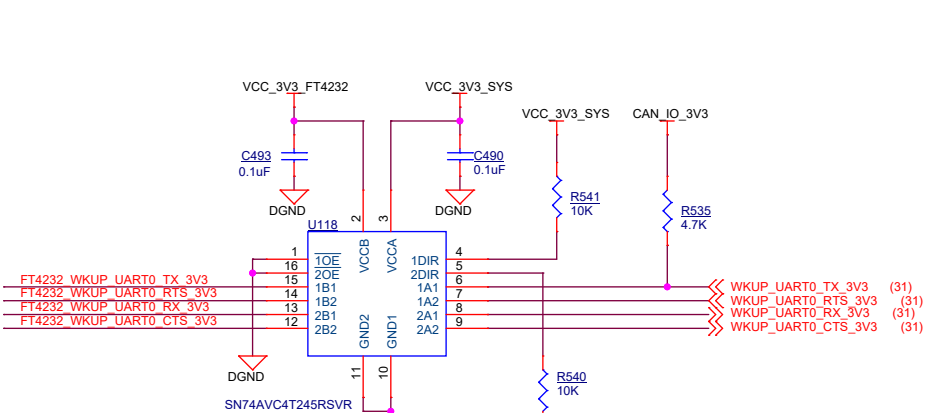 VCC_3V3_FT4232
VCC_3V3_SYS
VCC_3V3_SYS
CAN_IO_3V3
C493
0.1uF
C490
0.1uF
R541
10K
R535
4.7K
DGND
DGND
U118
2
3
VCCB
VCCA
1
1OE
1DIR
4
16
2OE
2DIR
5
FT4232_WKUP_UART0_TX_3V3
15
1B1
1A1
6
WKUP_UART0_TX_3V3 (31)
FT4232_WKUP_UART0_RTS_3V3
14
1B2
1A2
7
WKUP_UART0_RTS_3V3 (31)
FT4232_WKUP_UART0_RX_3V3
13
2B1
2A1
8
WKUP_UART0_RX_3V3 (31)
FT4232_WKUP_UART0_CTS_3V3
12
2B2
2A2
9
WKUP_UART0_CTS_3V3 (31)
GND2
GND1
11
10
DGND
R540
10K
SN74AVC4T245RSVR